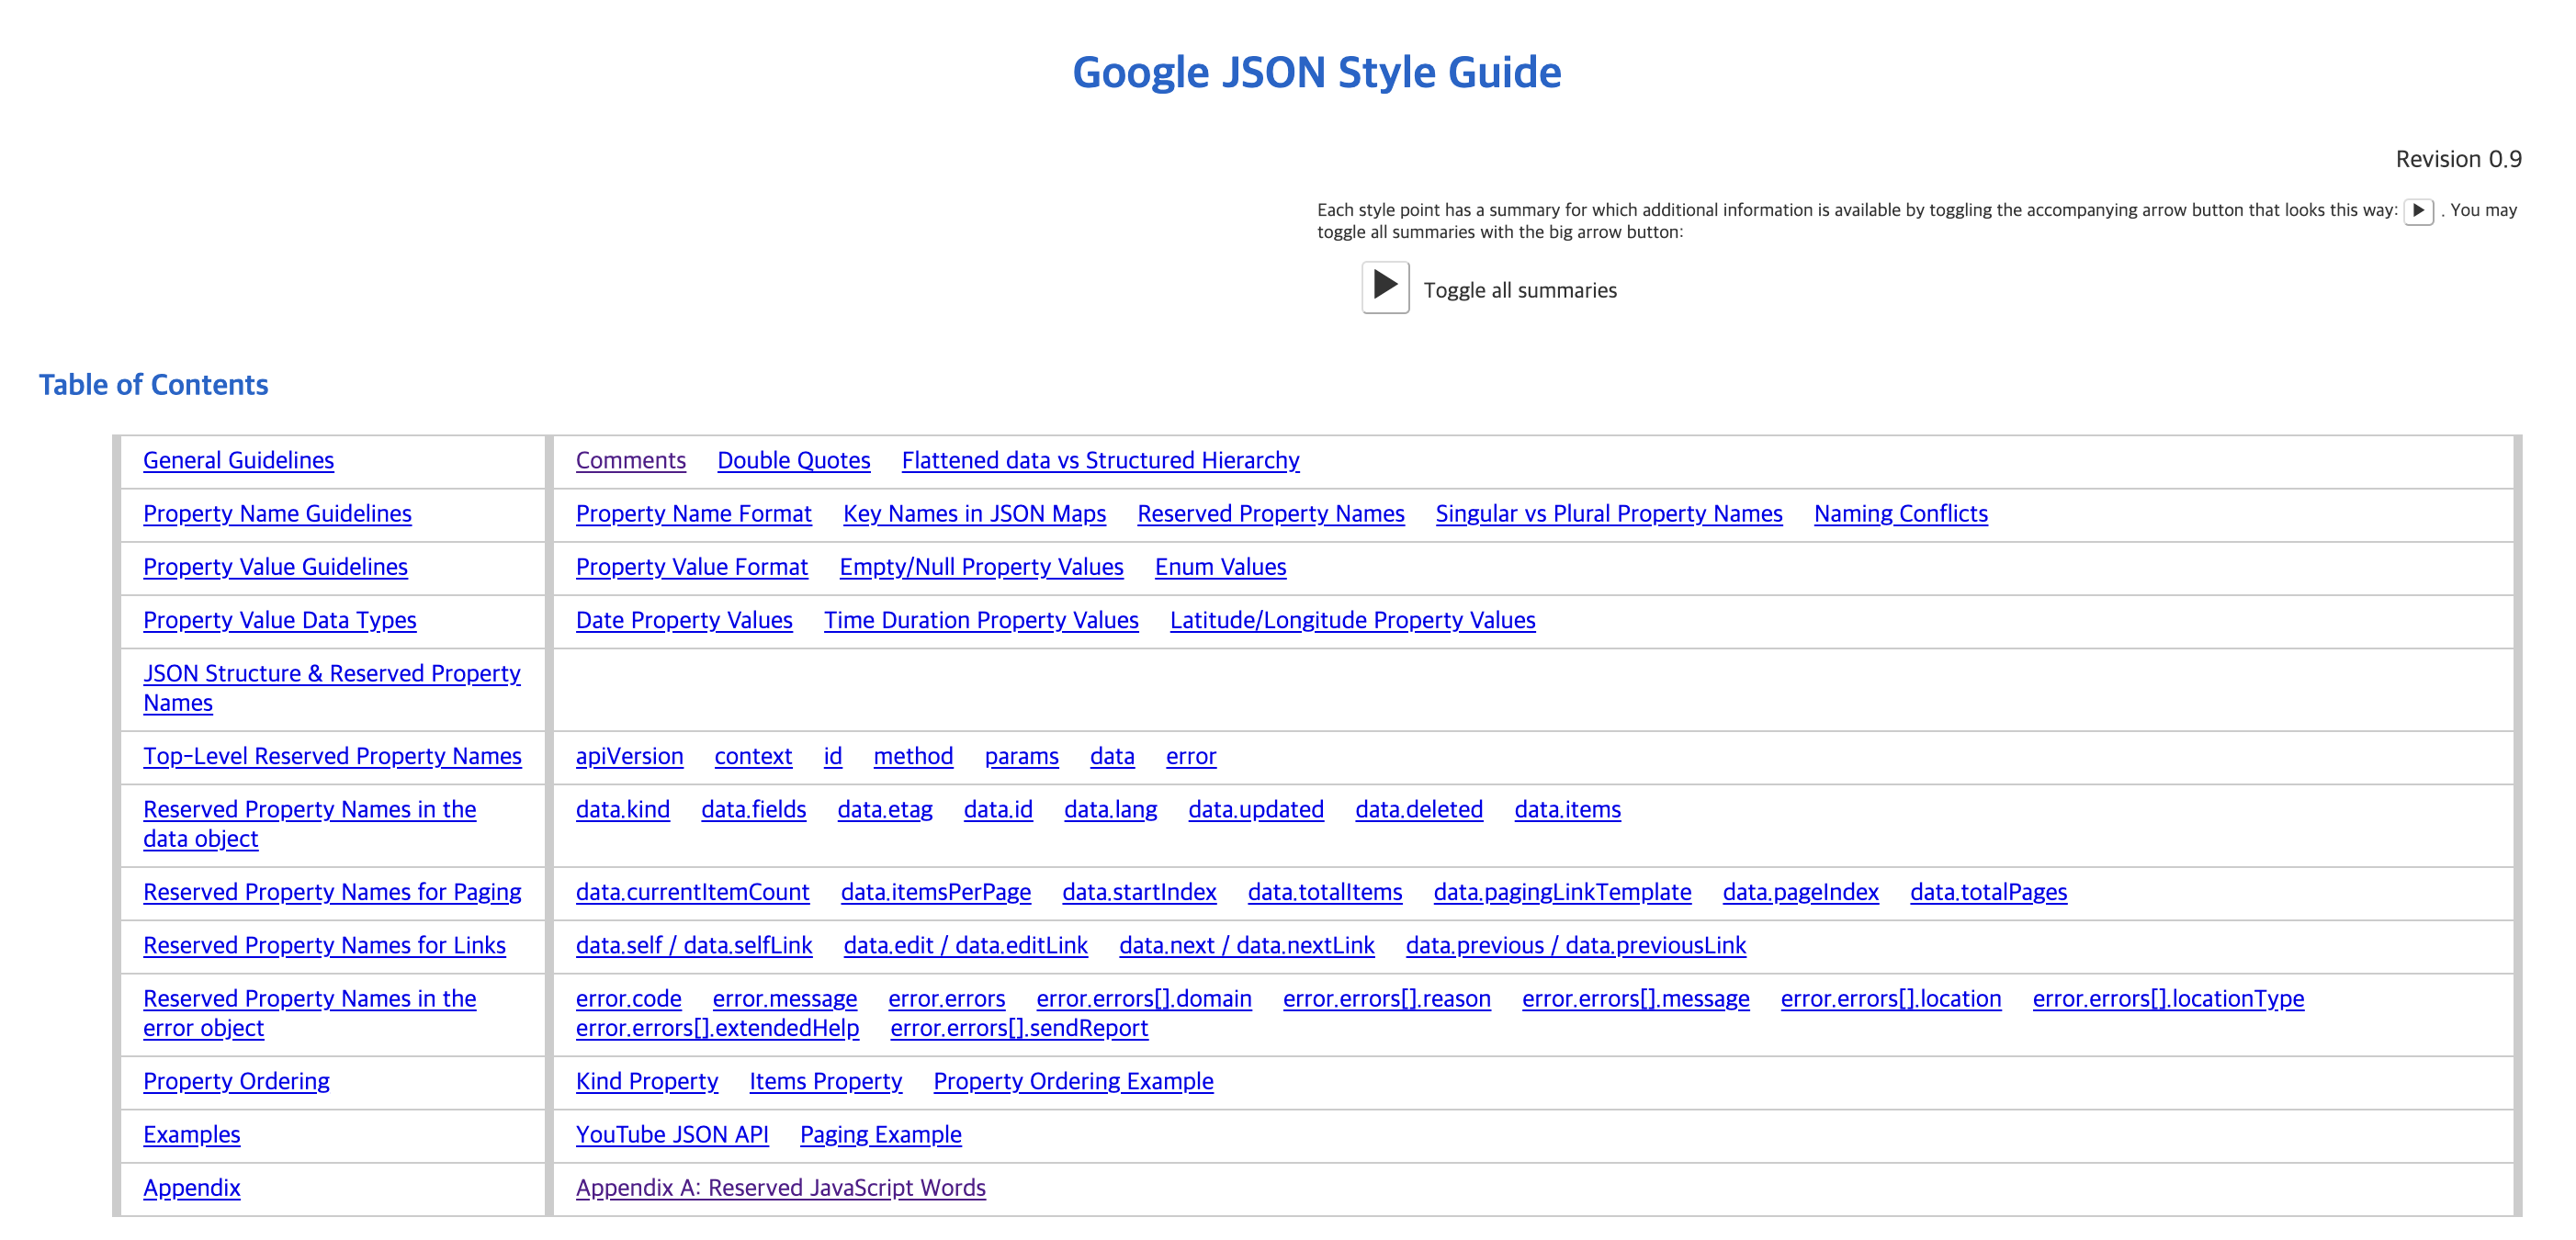 Google JSON Style Guide
Revision 0.9
Each style point has a summary for which additional information is available by toggling the accompanying arrow button that looks this way: . You may
toggle all summaries with the big arrow button:
Toggle all summaries
Table of Contents
General Guidelines Comments Double Quotes Flattened data vs Structured Hierarchy
Property Name Guidelines Property Name Format Key Names in JSON Maps Reserved Property Names Singular vs Plural Property Names Naming Conflicts
Property Value Guidelines Property Value Format Empty/Null Property Values Enum Values
Property Value Data Types Date Property Values Time Duration Property Values Latitude/Longitude Property Values
JSON Structure & Reserved Property
Names
Top-Level Reserved Property Names apiVersion context id method params data error
Reserved Property Names in the
data object
data.kind data.fields data.etag data.id data.lang data.updated data.deleted data.items
Reserved Property Names for Paging data.currentItemCount data.itemsPerPage data.startIndex data.totalItems data.pagingLinkTemplate data.pageIndex data.totalPages
Reserved Property Names for Links data.self / data.selfLink data.edit / data.editLink data.next / data.nextLink data.previous / data.previousLink
Reserved Property Names in the
error object
error.code error.message error.errors error.errors[].domain error.errors[].reason error.errors[].message error.errors[].location error.errors[].locationType
error.errors[].extendedHelp error.errors[].sendReport
Property Ordering Kind Property Items Property Property Ordering Example
Examples YouTube JSON API Paging Example
Appendix Appendix A: Reserved JavaScript Words